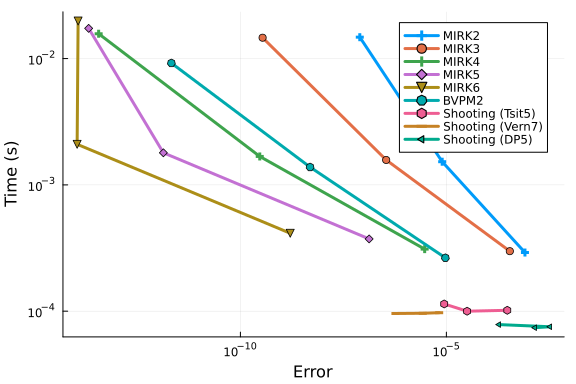 MIRK2
MIRK3
MIRK4
MIRK5
MIRK6
BVPM2
Shooting (Tsit5)
Shooting (Vern7)
Shooting (DP5)
Time (s)
10⁻²
10⁻³
10⁻⁴
10⁻¹⁰
10⁻⁵
Error